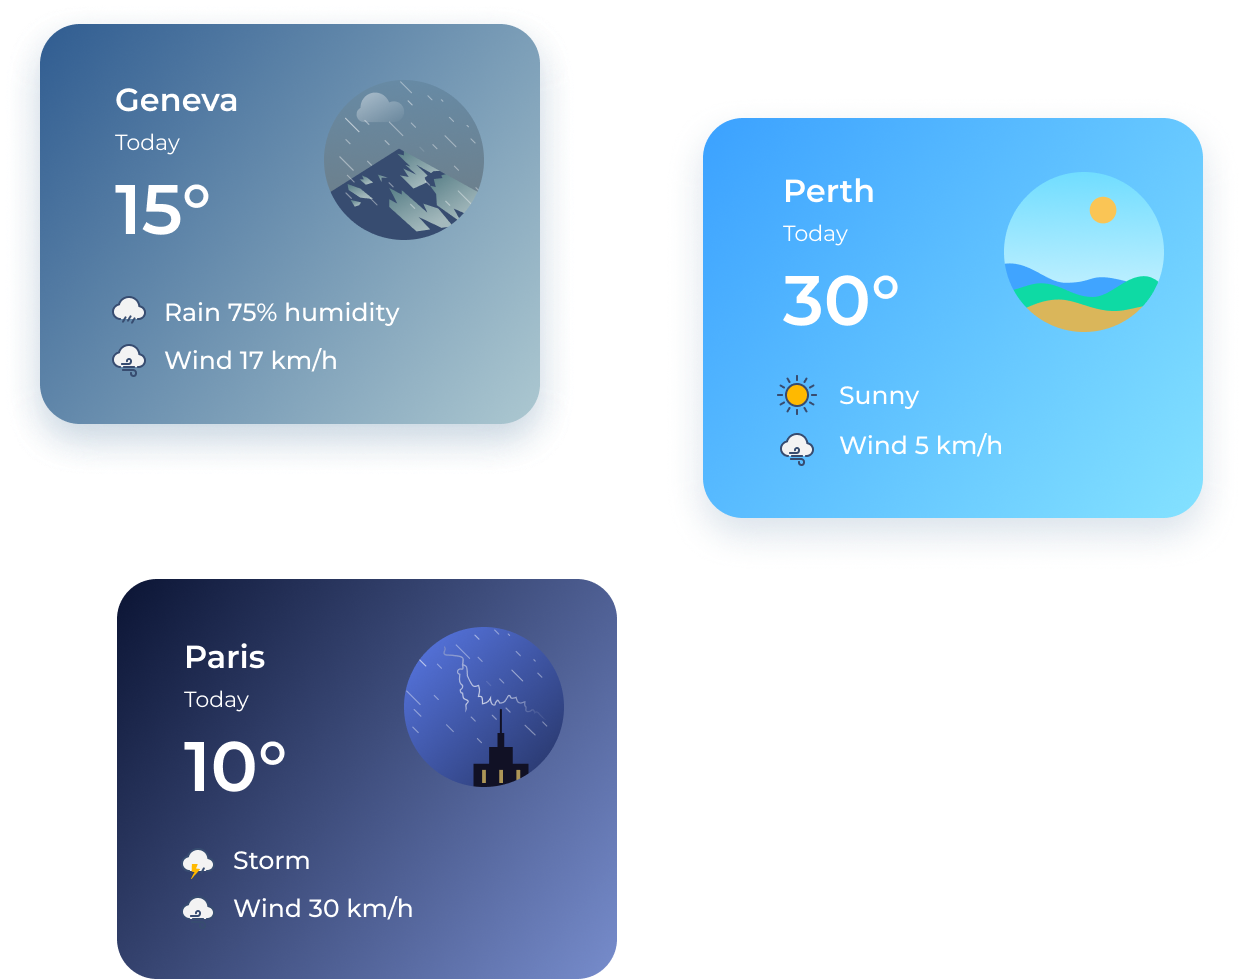 Geneva
Today
15°
Rain 75% humidity
Wind 17 km/h
Perth
Today
30°
Sunny
Wind 5 km/h
Paris
Today
10°
Storm
Wind 30 km/h